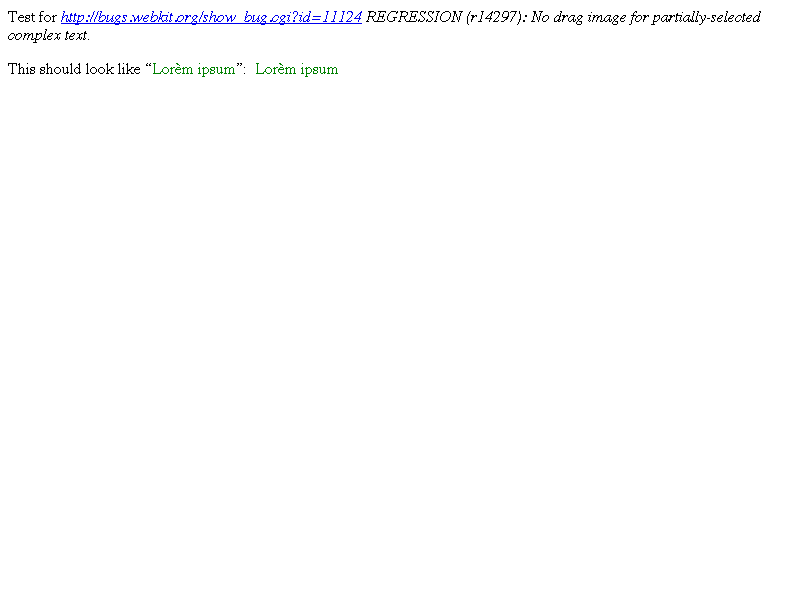 Test for http://bugs.webkit.org/show_bug.cgi?id=11124 REGRESSION (r14297): No drag image for partially-selected
complex text.
This should look like “Lorèm ipsum”: Lorèm ipsum